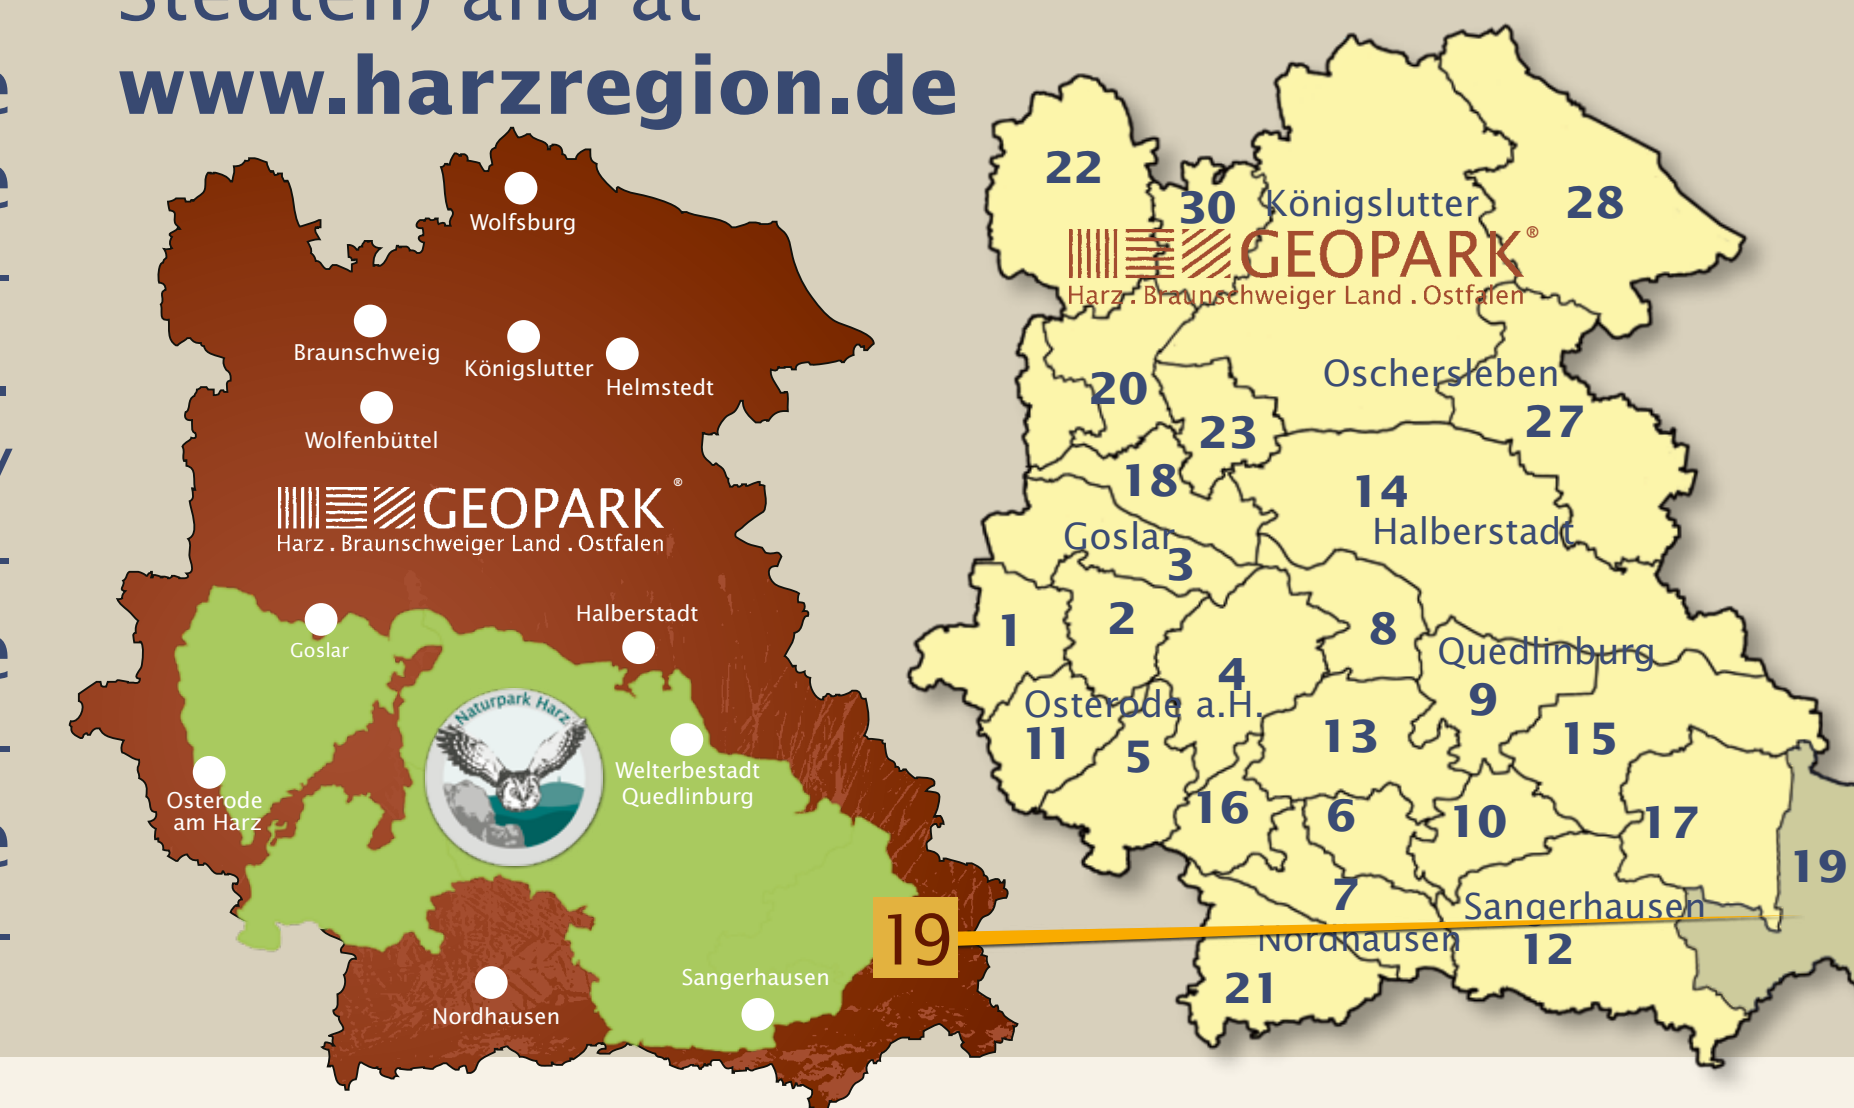 Stedten) and at
www.harzregion.de
Wolfsburg
Braunschweig
Königslutter
Helmstedt
Wolfenbüttel
GEOPARK®
Harz . Braunschweiger Land . Ostfalen
Halberstadt
Goslar
Naturpark Harz
Welterbestadt
Quedlinburg
Osterode
am Harz
19
Sangerhausen
Nordhausen
22
30
Königslutter
28
GEOPARK®
Harz . Braunschweiger Land . Ostfalen
Oschersleben
20
27
23
18
14
Goslar
Halberstadt
3
1
2
8
Quedlinburg
4
9
Osterode a.H.
11
5
13
15
16
6
10
17
19
7
Sangerhausen
Nordhausen
12
21